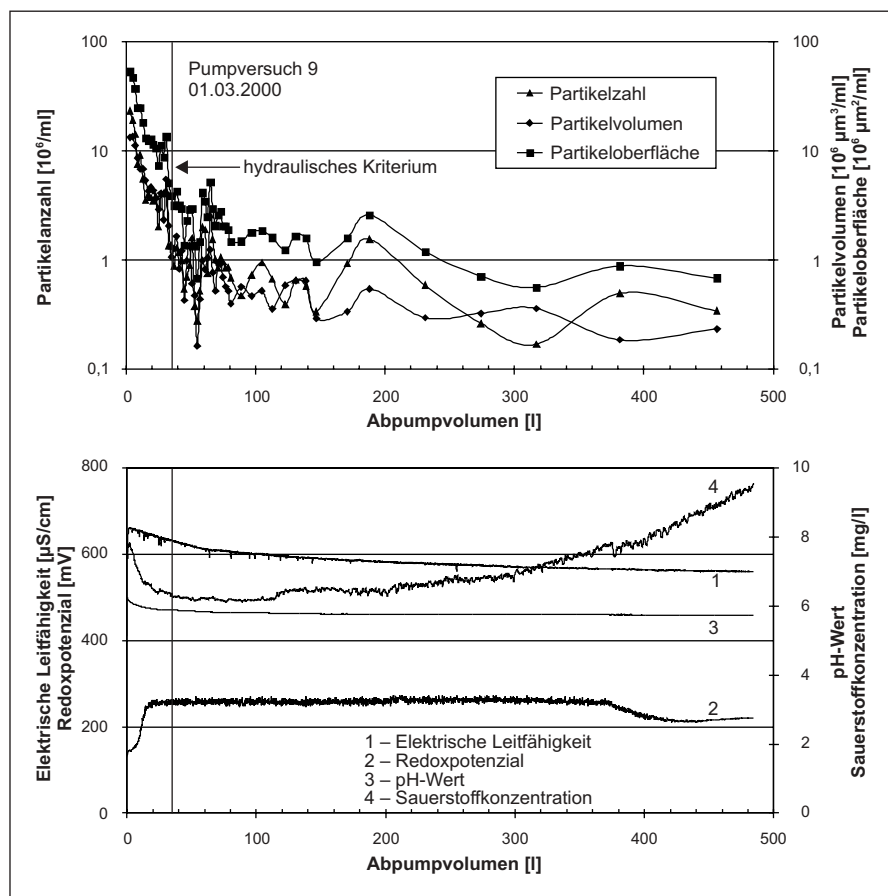 100
10
1
0,1
Partikelanzahl [10⁶/ml]
Pumpversuch 9
01.03.2000
Partikelzahl
Partikelvolumen
Partikeloberfläche
hydraulisches Kriterium
100
10
1
0,1
Partikelvolumen [10⁶ µm³/ml]
Partikeloberfläche [10⁶ µm²/ml]
0 100 200 300 400 500
Abpumpvolumen [l]
800
600
400
200
0
Elektrische Leitfähigkeit [µS/cm]
Redoxpotenzial [mV]
4
1
3
2
1 – Elektrische Leitfähigkeit
2 – Redoxpotenzial
3 – pH-Wert
4 – Sauerstoffkonzentration
10
8
6
4
2
0
pH-Wert
Sauerstoffkonzentration [mg/l]
0 100 200 300 400 500
Abpumpvolumen [l]